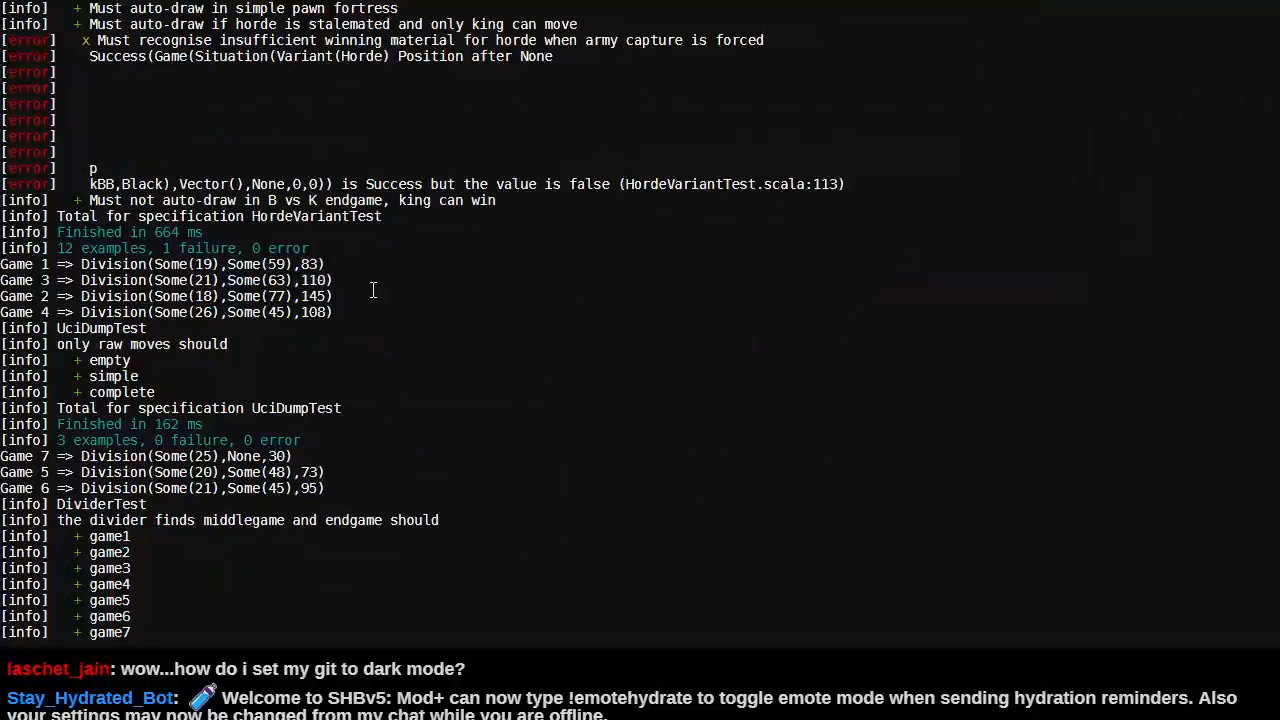 [info]   + Must auto-draw in simple pawn fortress
[info]   + Must auto-draw if horde is stalemated and only king can move
[error]   x Must recognise insufficient winning material for horde when army capture is forced
[error]    Success(Game(Situation(Variant(Horde) Position after None
[error]
[error]
[error]
[error]
[error]
[error]
[error]    p
[error]    kBB,Black),Vector(),None,0,0)) is Success but the value is false (HordeVariantTest.scala:113)
[info]   + Must not auto-draw in B vs K endgame, king can win
[info] Total for specification HordeVariantTest
[info] Finished in 664 ms
[info] 12 examples, 1 failure, 0 error
Game 1 => Division(Some(19),Some(59),83)
Game 3 => Division(Some(21),Some(63),110)
Game 2 => Division(Some(18),Some(77),145)
Game 4 => Division(Some(26),Some(45),108)
[info] UciDumpTest
[info] only raw moves should
[info]   + empty
[info]   + simple
[info]   + complete
[info] Total for specification UciDumpTest
[info] Finished in 162 ms
[info] 3 examples, 0 failure, 0 error
Game 7 => Division(Some(25),None,30)
Game 5 => Division(Some(20),Some(48),73)
Game 6 => Division(Some(21),Some(45),95)
[info] DividerTest
[info] the divider finds middlegame and endgame should
[info]   + game1
[info]   + game2
[info]   + game3
[info]   + game4
[info]   + game5
[info]   + game6
[info]   + game7
laschet_jain: wow...how do i set my git to dark mode?
Stay_Hydrated_Bot: Welcome to SHBv5: Mod+ can now type !emotehydrate to toggle emote mode when sending hydration reminders. Also
your settings may now be changed from my chat while you are offline.